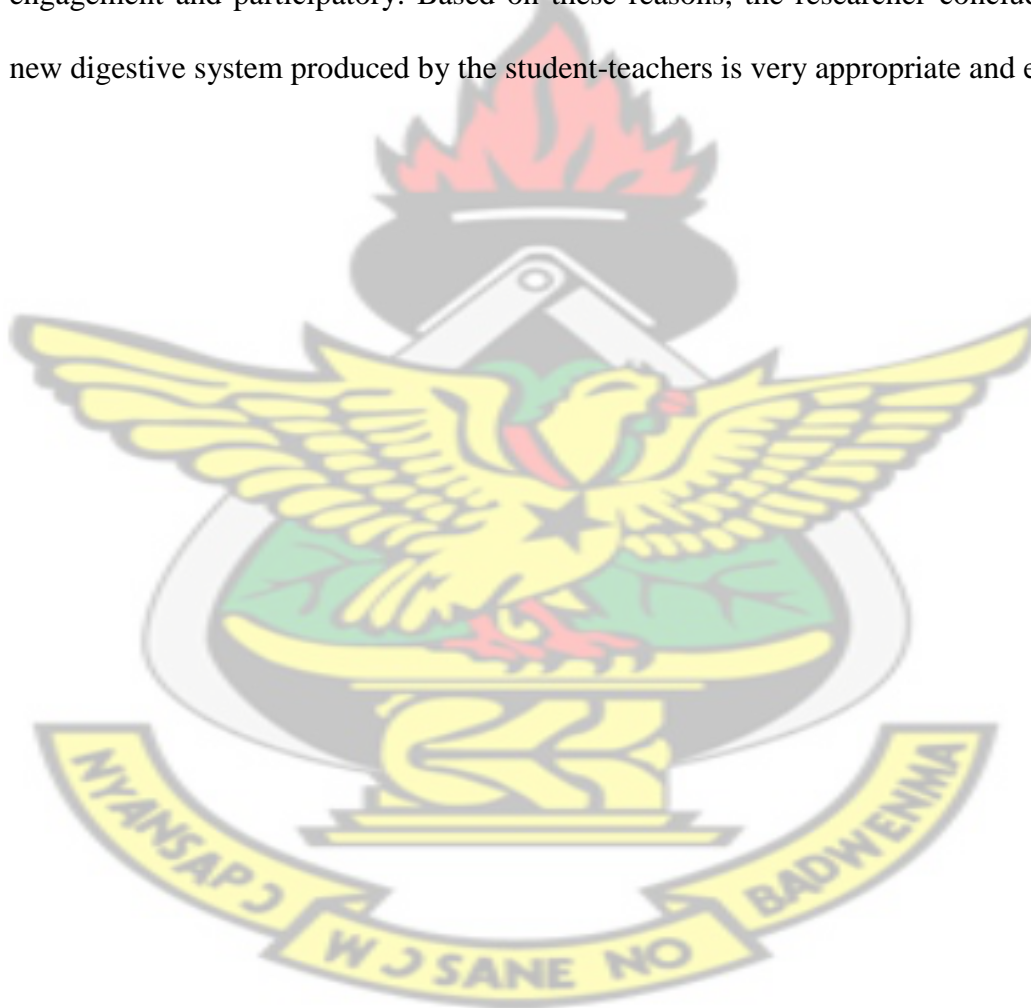 engagement and participatory. Based on these reasons, the researcher
new digestive system produced by the student-teachers is very appropriate and
NYANSAPƆ
WƆSANE NO
BADWENMA